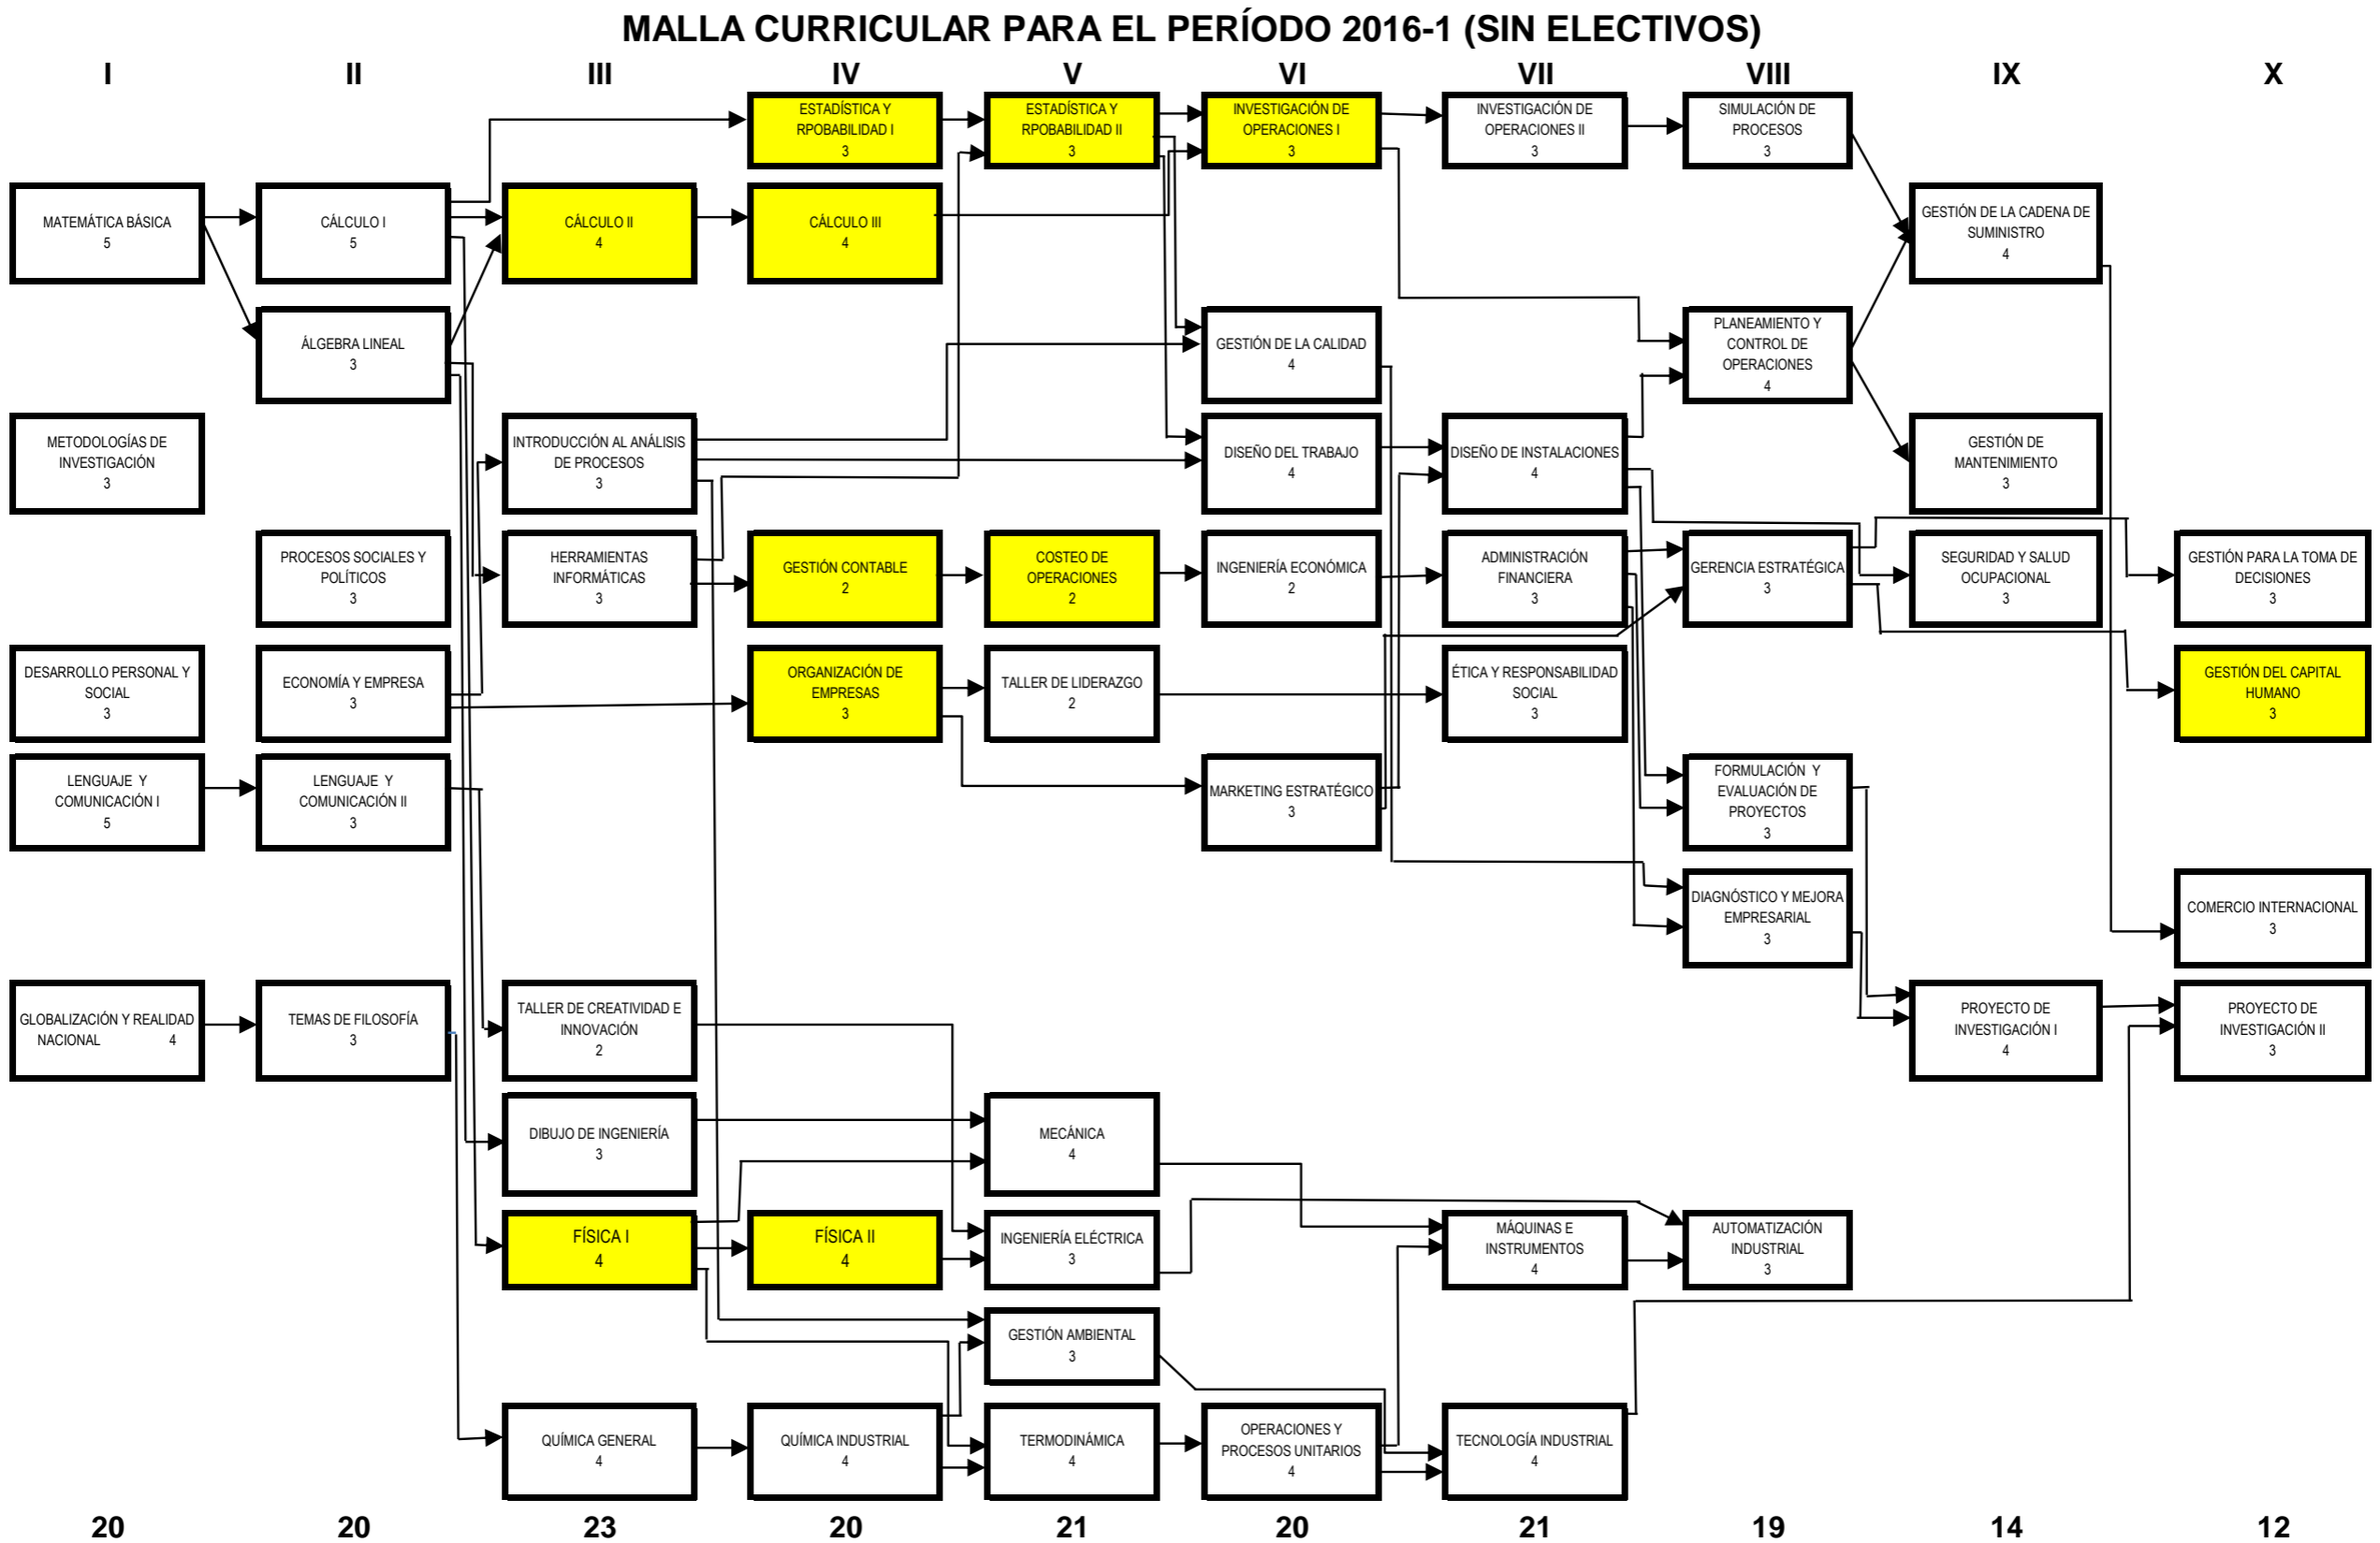 MALLA CURRICULAR PARA EL PERÍODO 2016-1 (SIN ELECTIVOS)
I
II
III
IV
V
VI
VII
VIII
IX
X
ESTADÍSTICA Y
RPOBABILIDAD I
3
ESTADÍSTICA Y
RPOBABILIDAD II
3
INVESTIGACIÓN DE
OPERACIONES I
3
INVESTIGACIÓN DE
OPERACIONES II
3
SIMULACIÓN DE
PROCESOS
3
MATEMÁTICA BÁSICA
5
CÁLCULO I
5
CÁLCULO II
4
CÁLCULO III
4
GESTIÓN DE LA CADENA DE
SUMINISTRO
4
ÁLGEBRA LINEAL
3
GESTIÓN DE LA CALIDAD
4
PLANEAMIENTO Y
CONTROL DE
OPERACIONES
4
METODOLOGÍAS DE
INVESTIGACIÓN
3
INTRODUCCIÓN AL ANÁLISIS
DE PROCESOS
3
DISEÑO DEL TRABAJO
4
DISEÑO DE INSTALACIONES
4
GESTIÓN DE
MANTENIMIENTO
3
PROCESOS SOCIALES Y
POLÍTICOS
3
HERRAMIENTAS
INFORMÁTICAS
3
GESTIÓN CONTABLE
2
COSTEO DE
OPERACIONES
2
INGENIERÍA ECONÓMICA
2
ADMINISTRACIÓN
FINANCIERA
3
GERENCIA ESTRATÉGICA
3
SEGURIDAD Y SALUD
OCUPACIONAL
3
GESTIÓN PARA LA TOMA DE
DECISIONES
3
DESARROLLO PERSONAL Y
SOCIAL
3
ECONOMÍA Y EMPRESA
3
ORGANIZACIÓN DE
EMPRESAS
3
TALLER DE LIDERAZGO
2
ÉTICA Y RESPONSABILIDAD
SOCIAL
3
GESTIÓN DEL CAPITAL
HUMANO
3
LENGUAJE Y
COMUNICACIÓN I
5
LENGUAJE Y
COMUNICACIÓN II
3
MARKETING ESTRATÉGICO
3
FORMULACIÓN Y
EVALUACIÓN DE
PROYECTOS
3
DIAGNÓSTICO Y MEJORA
EMPRESARIAL
3
COMERCIO INTERNACIONAL
3
GLOBALIZACIÓN Y REALIDAD
NACIONAL 4
TEMAS DE FILOSOFÍA
3
TALLER DE CREATIVIDAD E
INNOVACIÓN
2
PROYECTO DE
INVESTIGACIÓN I
4
PROYECTO DE
INVESTIGACIÓN II
3
DIBUJO DE INGENIERÍA
3
MECÁNICA
4
FÍSICA I
4
FÍSICA II
4
INGENIERÍA ELÉCTRICA
3
MÁQUINAS E
INSTRUMENTOS
4
AUTOMATIZACIÓN
INDUSTRIAL
3
GESTIÓN AMBIENTAL
3
QUÍMICA GENERAL
4
QUÍMICA INDUSTRIAL
4
TERMODINÁMICA
4
OPERACIONES Y
PROCESOS UNITARIOS
4
TECNOLOGÍA INDUSTRIAL
4
20
20
23
20
21
20
21
19
14
12